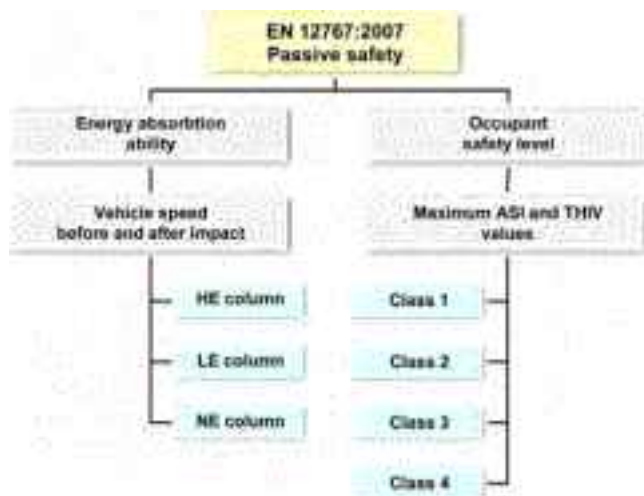 EN 12767:2007
Passive safety
Energy absorbtion
ability
Occupant
safety level
Vehicle speed
before and after impact
Maximum ASI and THIV
values
HE column
Class 1
LE column
Class 2
NE column
Class 3
Class 4